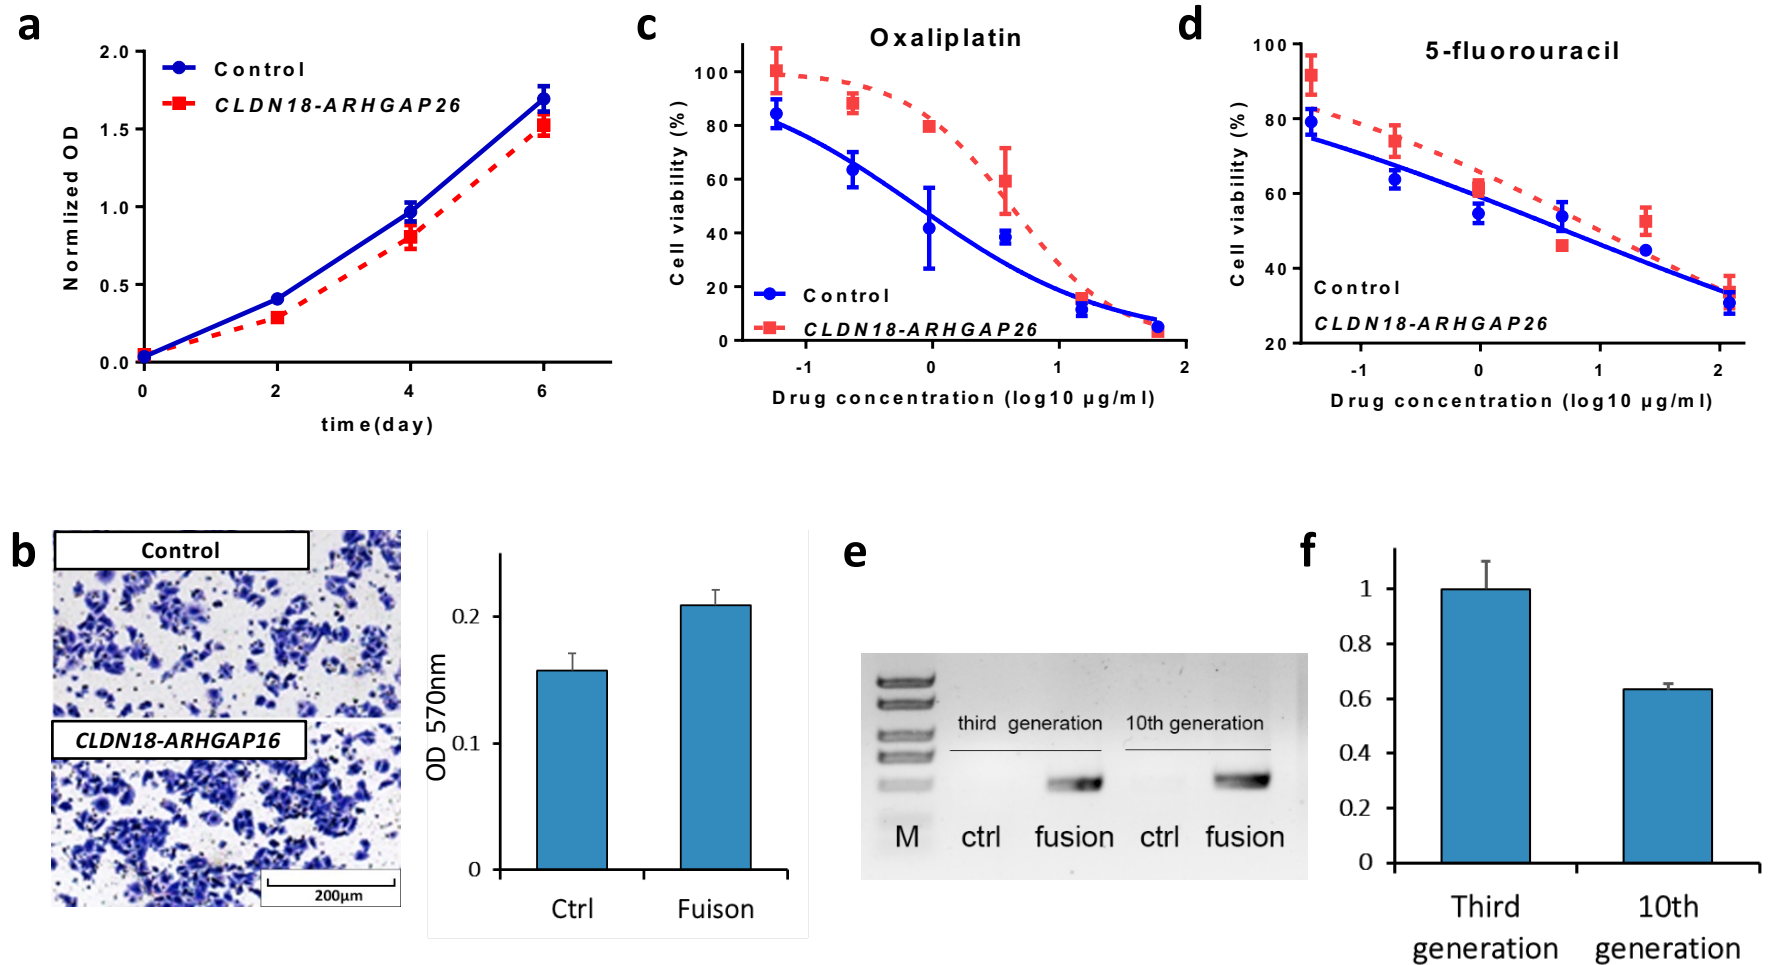 a
2.0
1.5
1.0
0.5
0.0
Normlized OD
Control
CLDN18-ARHGAP26
0 2 4 6
time(day)
c
Oxaliplatin
100
80
60
40
20
0
Cell viability (%)
Control
CLDN18-ARHGAP26
-1 0 1 2
Drug concentration (log10 µg/ml)
d
5-fluorouracil
100
80
60
40
20
Cell viability (%)
Control
CLDN18-ARHGAP26
-1 0 1 2
Drug concentration (log10 µg/ml)
b
Control
CLDN18-ARHGAP16
200µm
0.2
0.1
0
OD 570nm
Ctrl Fuison
e
third generation 10th generation
M ctrl fusion ctrl fusion
f
1
0.8
0.6
0.4
0.2
0
Third generation
10th generation